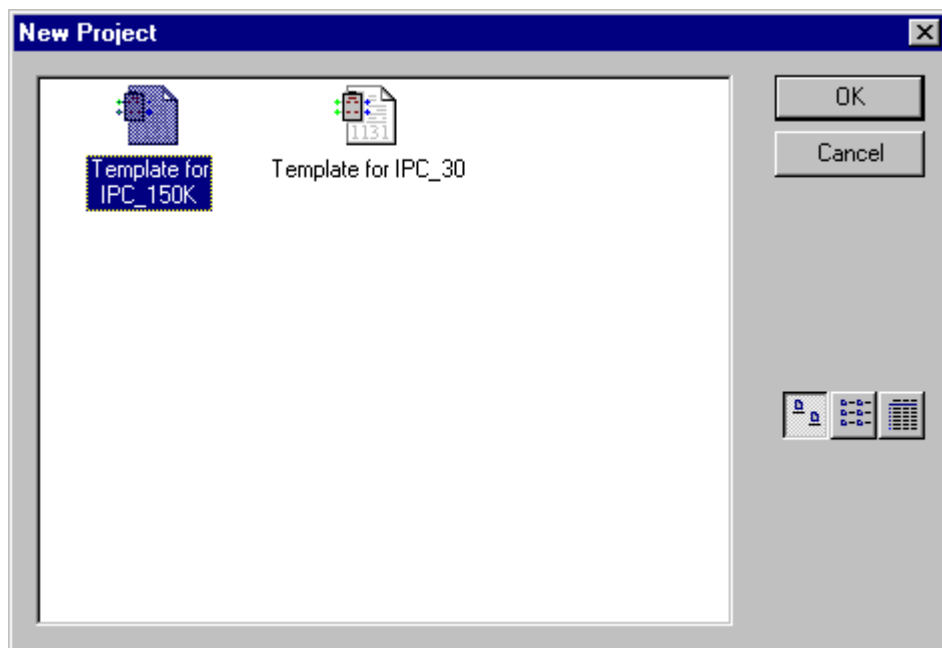 New Project
OK
Cancel
Template for
IPC_150K
1131
Template for IPC_30